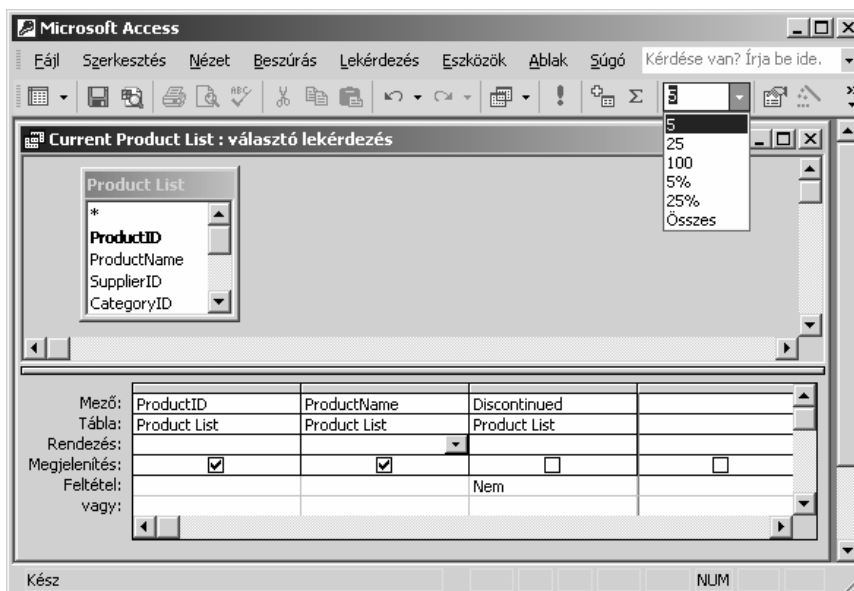 Microsoft Access
Fájl Szerkesztés Nézet Beszúrás Lekérdezés Eszközök Ablak Súgó Kérdése van? Írja be ide.
5
5
25
100
5%
25%
Összes
Current Product List : választó lekérdezés
Product List
*
ProductID
ProductName
SupplierID
CategoryID
Mező: ProductID ProductName Discontinued
Tábla: Product List Product List Product List
Rendezés:
Megjelenítés:
Feltétel: Nem
vagy:
Kész NUM